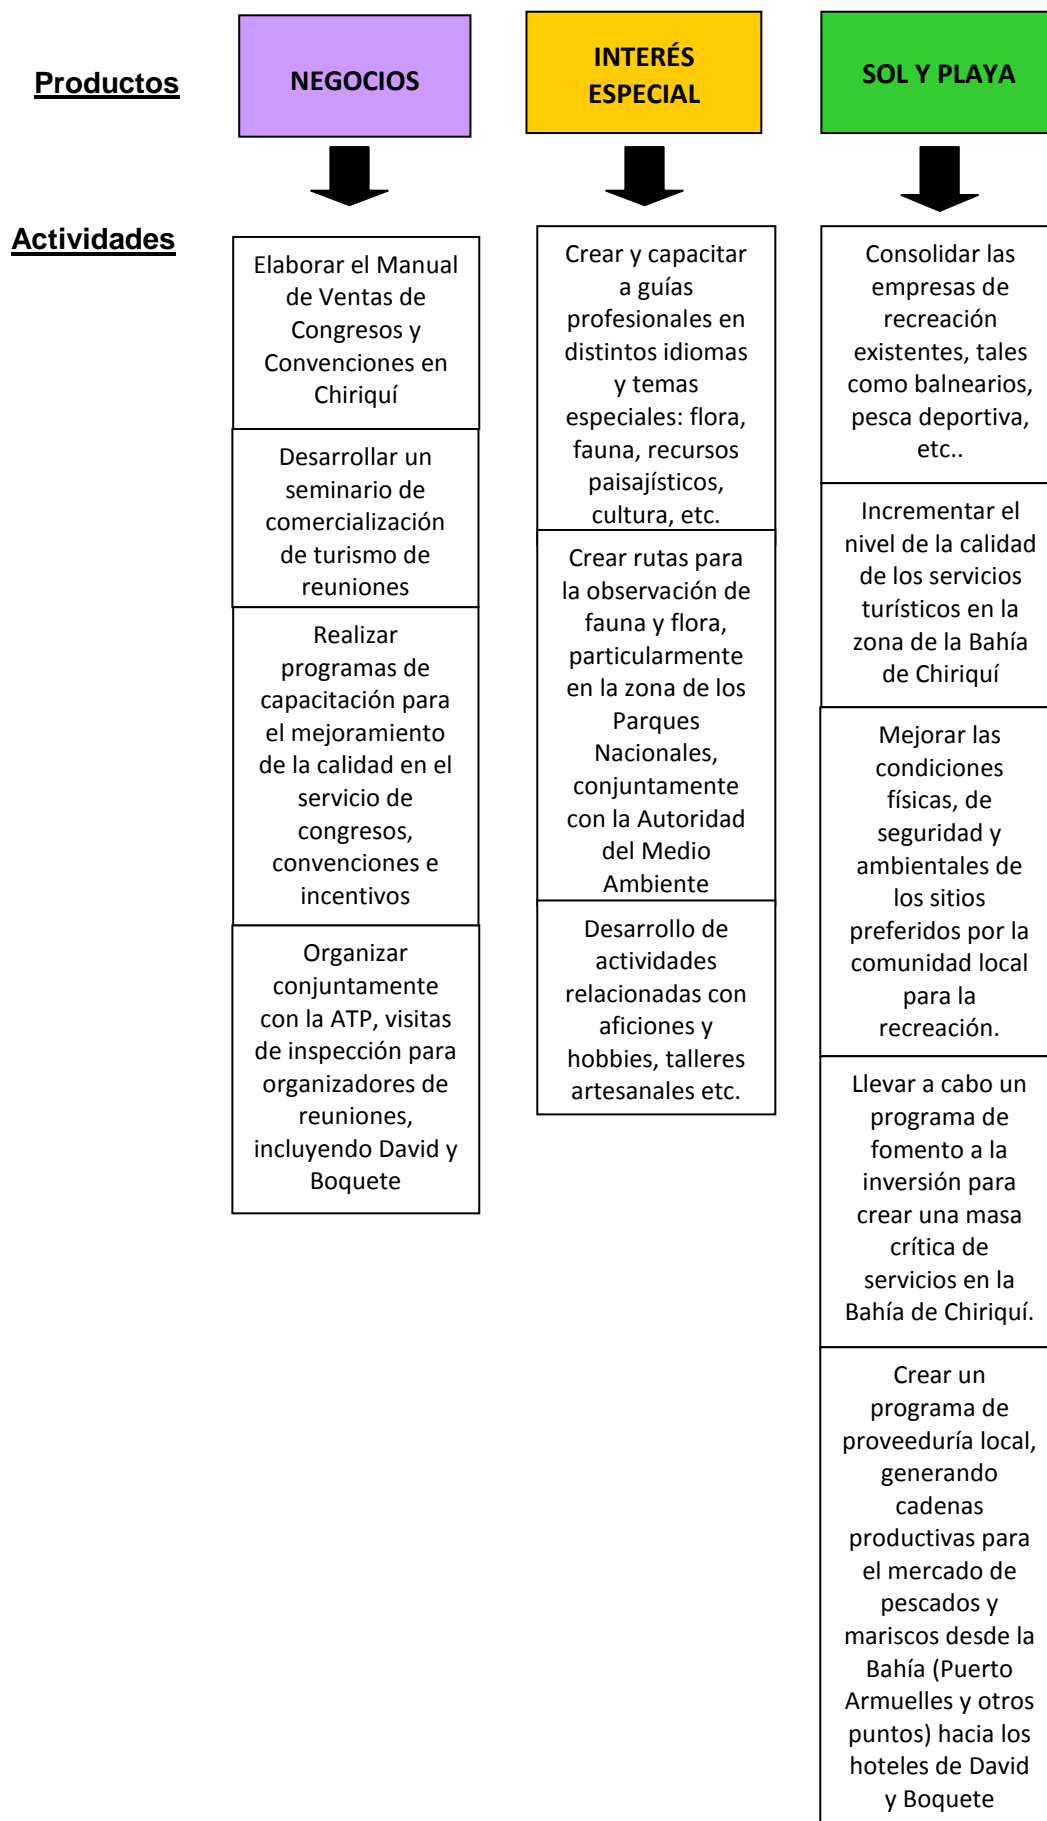 Productos
NEGOCIOS
INTERÉS
ESPECIAL
SOL Y PLAYA
Actividades
Elaborar el Manual
de Ventas de
Congresos y
Convenciones en
Chiriquí
Desarrollar un
seminario de
comercialización
de turismo de
reuniones
Realizar
programas de
capacitación para
el mejoramiento
de la calidad en el
servicio de
congresos,
convenciones e
incentivos
Organizar
conjuntamente
con la ATP, visitas
de inspección para
organizadores de
reuniones,
incluyendo David y
Boquete
Crear y capacitar
a guías
profesionales en
distintos idiomas
y temas
especiales: flora,
fauna, recursos
paisajísticos,
cultura, etc.
Crear rutas para
la observación de
fauna y flora,
particularmente
en la zona de los
Parques
Nacionales,
conjuntamente
con la Autoridad
del Medio
Ambiente
Desarrollo de
actividades
relacionadas con
aficiones y
hobbies, talleres
artesanales etc.
Consolidar las
empresas de
recreación
existentes, tales
como balnearios,
pesca deportiva,
etc..
Incrementar el
nivel de la calidad
de los servicios
turísticos en la
zona de la Bahía
de Chiriquí
Mejorar las
condiciones
físicas, de
seguridad y
ambientales de
los sitios
preferidos por la
comunidad local
para la
recreación.
Llevar a cabo un
programa de
fomento a la
inversión para
crear una masa
crítica de
servicios en la
Bahía de Chiriquí.
Crear un
programa de
proveeduría local,
generando
cadenas
productivas para
el mercado de
pescados y
mariscos desde la
Bahía (Puerto
Armuelles y otros
puntos) hacia los
hoteles de David
y Boquete